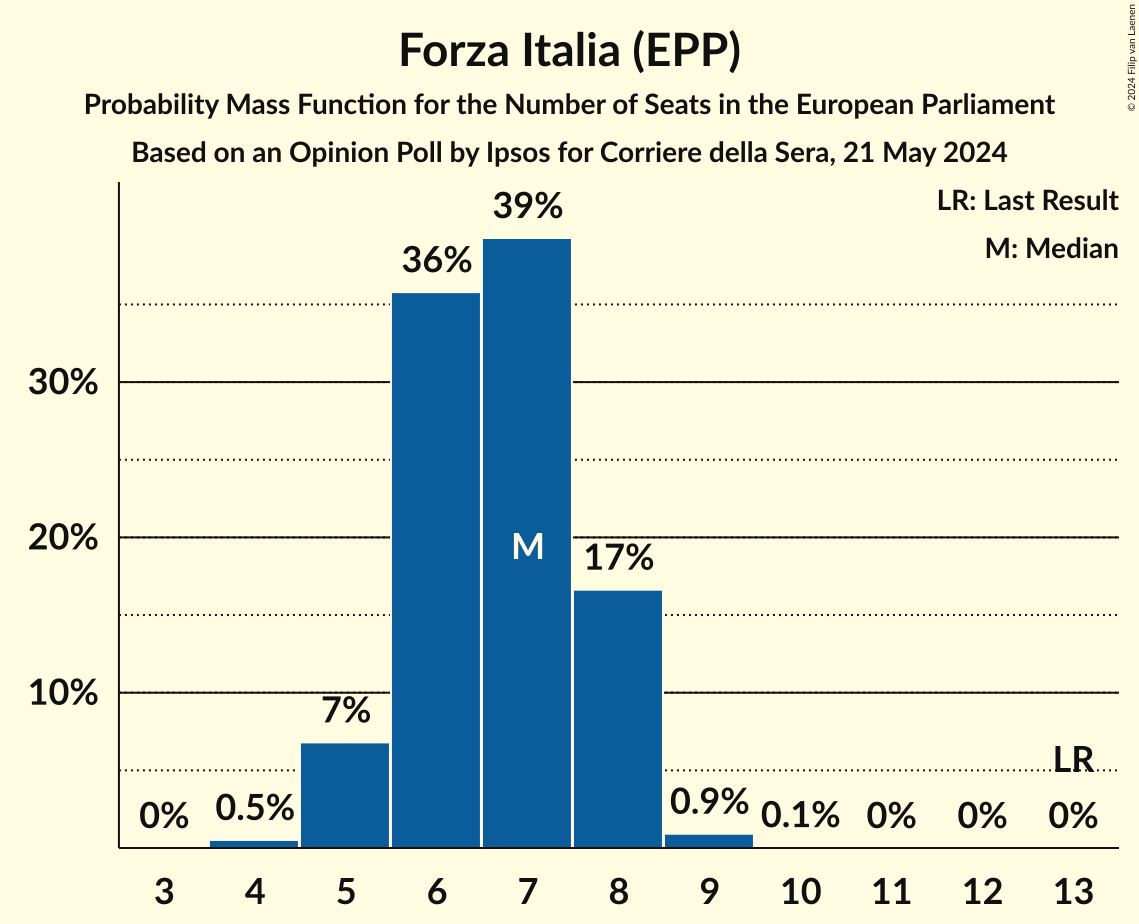 Forza Italia (EPP)
Probability Mass Function for the Number of Seats in the European Parliament
Based on an Opinion Poll by Ipsos for Corriere della Sera, 21 May 2024
© 2024 Filip van Laenen
LR: Last Result
M: Median
39%
36%
30%
20%
M
17%
10%
7%
LR
0%
0.5%
0.9%
0.1%
0%
0%
0%
3 4 5 6 7 8 9 10 11 12 13